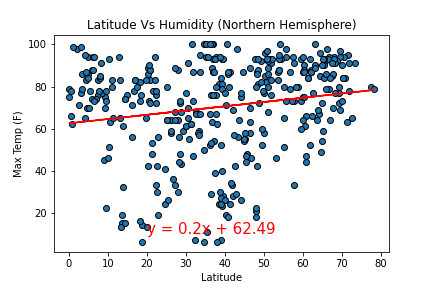 Latitude Vs Humidity (Northern Hemisphere)
Max Temp (F)
100
80
60
40
20
y = 0.2x + 62.49
0 10 20 30 40 50 60 70 80
Latitude